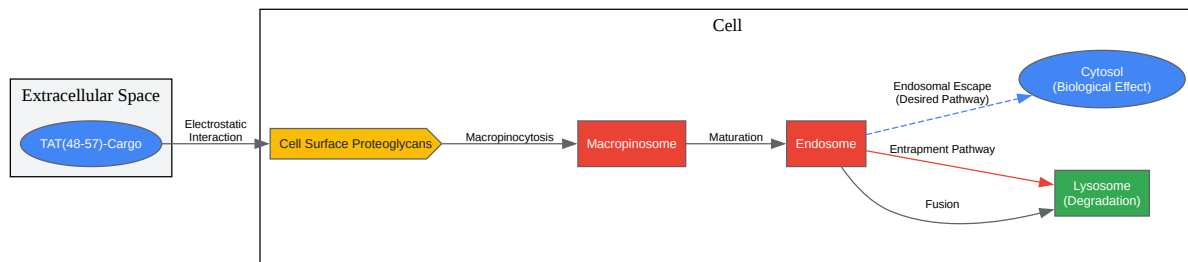 Cell
Extracellular Space
TAT(48-57)-Cargo
Electrostatic
Interaction
Cell Surface Proteoglycans
Macropinocytosis
Macropinosome
Maturation
Endosome
Endosomal Escape
(Desired Pathway)
Cytosol
(Biological Effect)
Entrapment Pathway
Lysosome
(Degradation)
Fusion